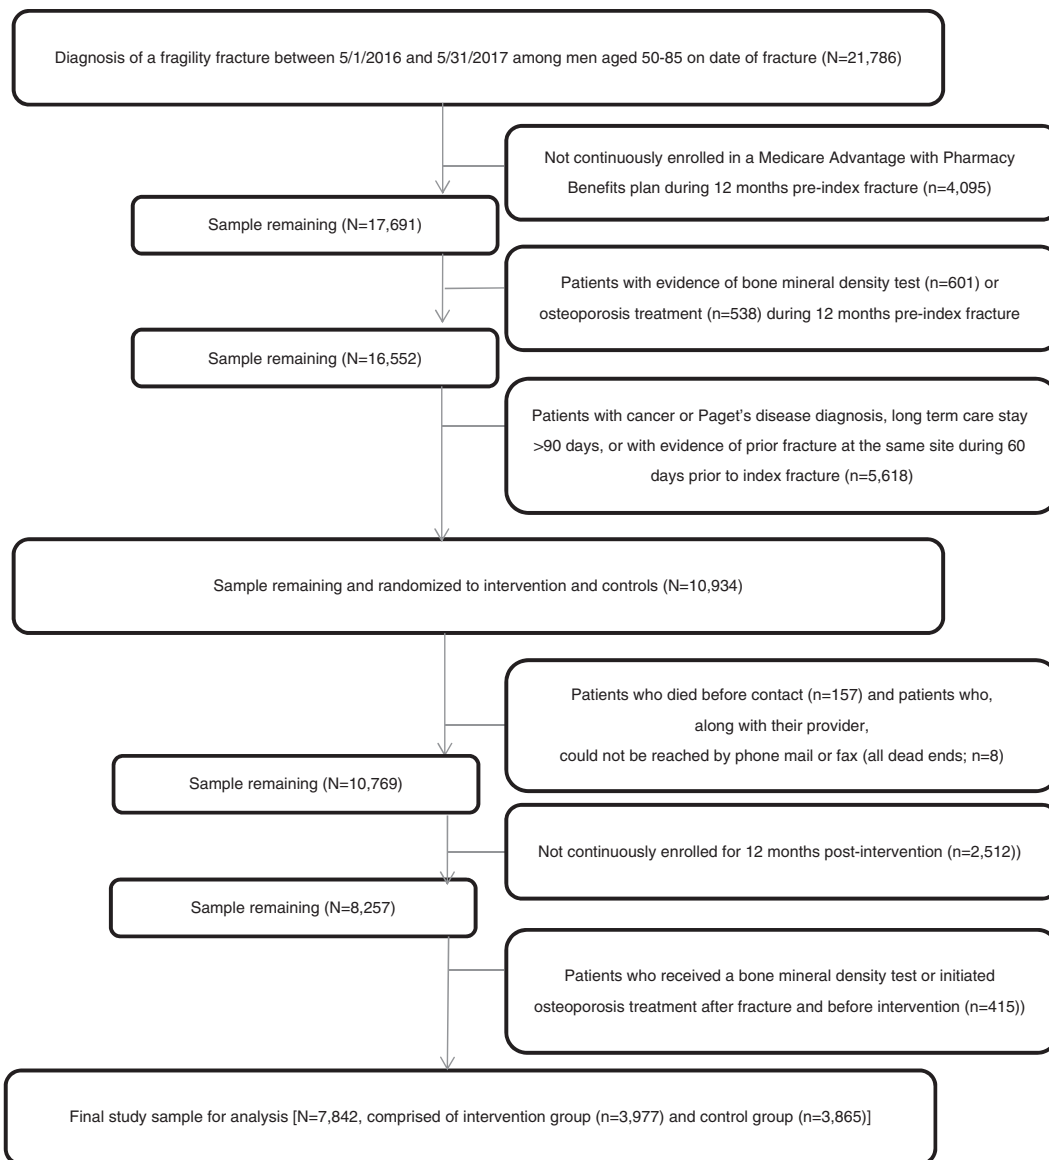 Diagnosis of a fragility fracture between 5/1/2016 and 5/31/2017 among men aged 50-85 on date of fracture (N=21,786)
Not continuously enrolled in a Medicare Advantage with Pharmacy
Benefits plan during 12 months pre-index fracture (n=4,095)
Sample remaining (N=17,691)
Patients with evidence of bone mineral density test (n=601) or
osteoporosis treatment (n=538) during 12 months pre-index fracture
Sample remaining (N=16,552)
Patients with cancer or Paget's disease diagnosis, long term care stay
>90 days, or with evidence of prior fracture at the same site during 60
days prior to index fracture (n=5,618)
Sample remaining and randomized to intervention and controls (N=10,934)
Patients who died before contact (n=157) and patients who,
along with their provider,
could not be reached by phone mail or fax (all dead ends; n=8)
Sample remaining (N=10,769)
Not continuously enrolled for 12 months post-intervention (n=2,512))
Sample remaining (N=8,257)
Patients who received a bone mineral density test or initiated
osteoporosis treatment after fracture and before intervention (n=415))
Final study sample for analysis [N=7,842, comprised of intervention group (n=3,977) and control group (n=3,865)]